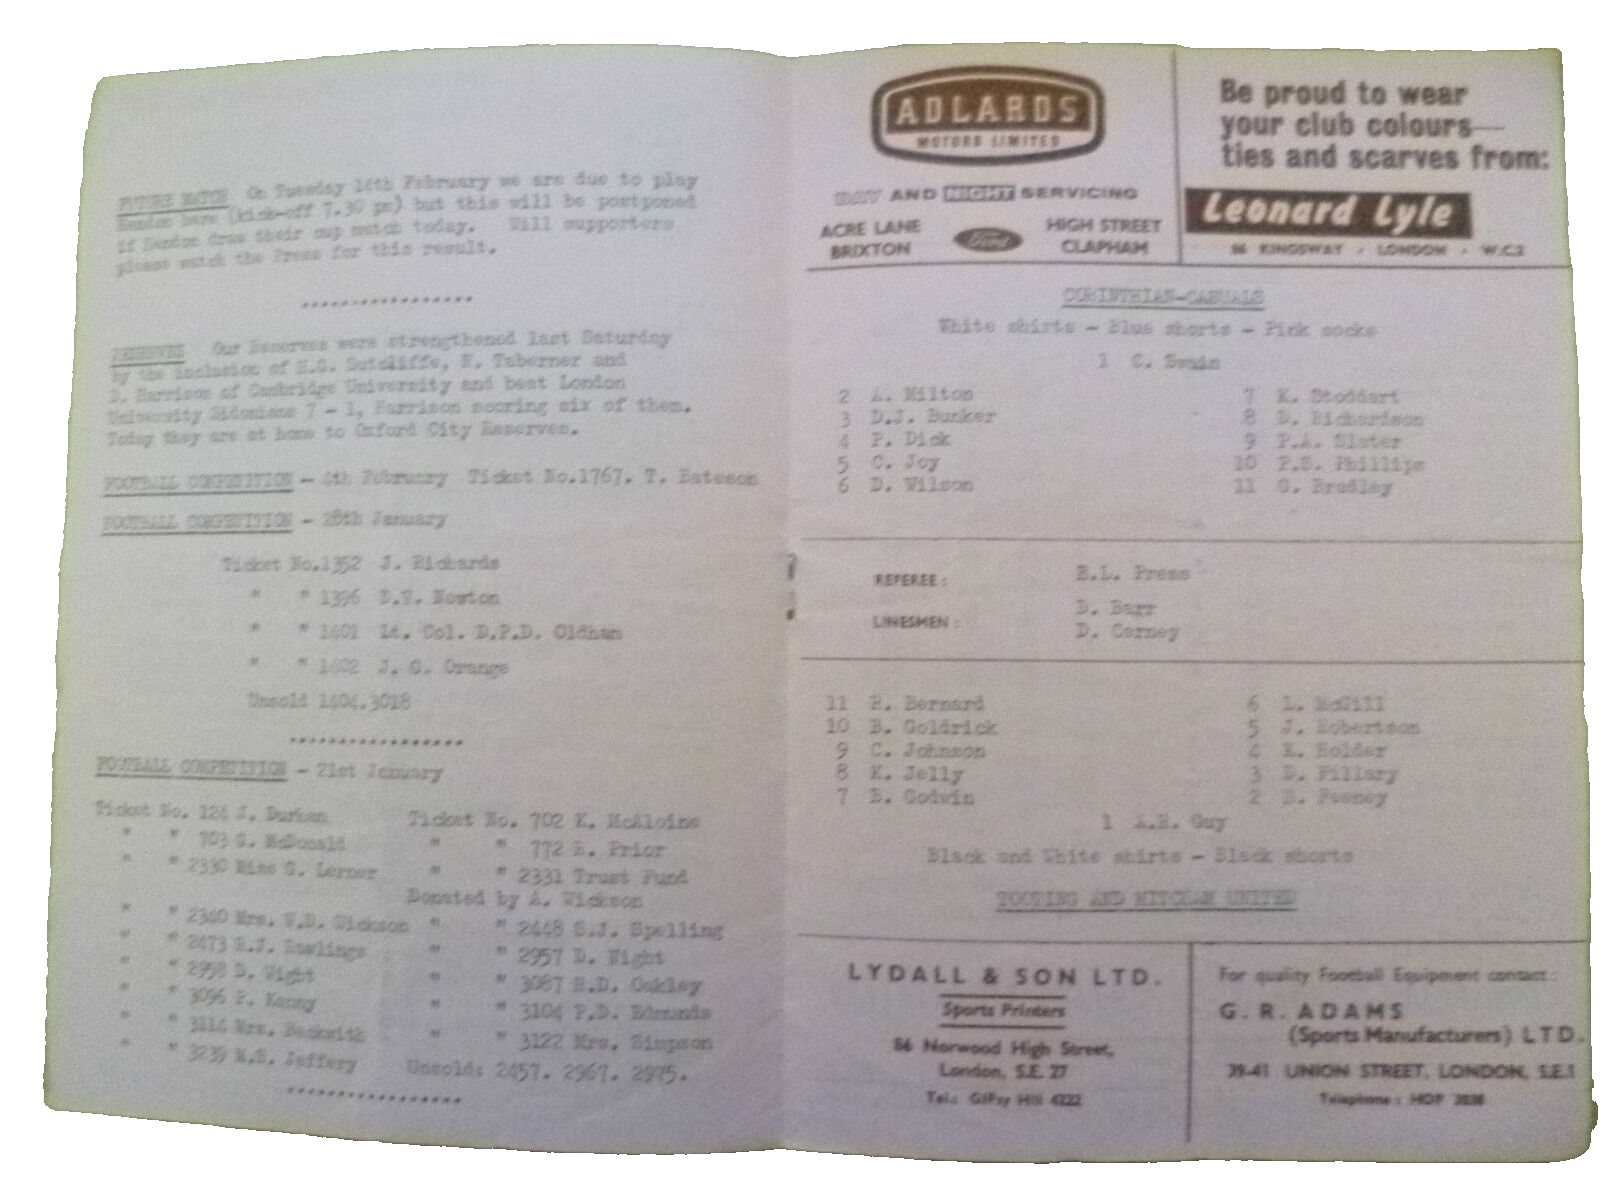 FUTURE MATCH On Tuesday 14th February we are due to play
Hendon here (kick-off 7.30 pm) but this will be postponed
if Hendon draw their cup match today. Will supporters
please watch the Press for this result.
RESERVES Our Reserves were strengthened last Saturday
by the inclusion of Sutcliffe, Taberner and
Harrison of Cambridge University and beat London
University Sidonians 7 - 1, Harrison scoring six of them.
Today they are at home to Oxford City Reserves.
FOOTBALL COMPETITION - 4th February Ticket No.1767. T. Bateson
FOOTBALL COMPETITION - 28th January
Ticket No.1352 J. Richards
" " 1396 Newton
" " 1401 Lt. Col. D.P.D. Oldham
" " 1402 J. G. Orange
Unsold 1404.3018
FOOTBALL COMPETITION - 21st January
Ticket No. 124 J. Durhan Ticket No. 702 K. McAloine
" " 703 G. McDonald " " 772 Prior
" " 2330 Miss G. Lerner " " 2331 Trust Fund
Donated by A. Wickson
" " 2340 Mrs. Wickson " " 2448 S.J. Spelling
" " 2473 Rawlings " " 2957 D. Wight
" " 2958 D. Wight " " 3087 Oakley
" " 3096 Kenny " " 3104 P.D. Edmunds
" " 3114 Mrs. Beckwith " " 3122 Mrs. Simpson
" " 3239 Jeffery Unsold: 2457. 2967. 2975.
ADLARDS
MOTORS LIMITED
DAY AND NIGHT SERVICING
ACRE LANE
BRIXTON
Ford
HIGH STREET
CLAPHAM
Be proud to wear
your club colours—
ties and scarves from:
Leonard Lyle
86 KINGSWAY · LONDON · W.C2
CORINTHIAN-CASUALS
White shirts - Blue shorts - Pink socks
1 C. Swain
2 A. Milton 7 K. Stoddart
3 D.J. Bunker 8 D. Richardson
4 P. Dick 9 P.A. Slater
5 C. Joy 10 Phillips
6 D. Wilson 11 G. Bradley
REFEREE : Press
LINESMEN : D. Barr
D. Carney
11 R. Bernard 6 L. McGill
10 B. Goldrick 5 J. Robertson
9 C. Johnson 4 K. Holder
8 K. Jelly 3 D. Fillary
7 B. Godwin 2 Feeney
1 Guy
Black and White shirts - Black shorts
TOOTING AND MITCHAM UNITED
LYDALL & SON LTD.
Sports Printers
86 Norwood High Street,
London, S.E. 27
Tel.: GIPsy Hill 4322
For quality Football Equipment contact :
G. R. ADAMS
(Sports Manufacturers) LTD.
39-41 UNION STREET, LONDON, S.E.1
Telephone : HOP